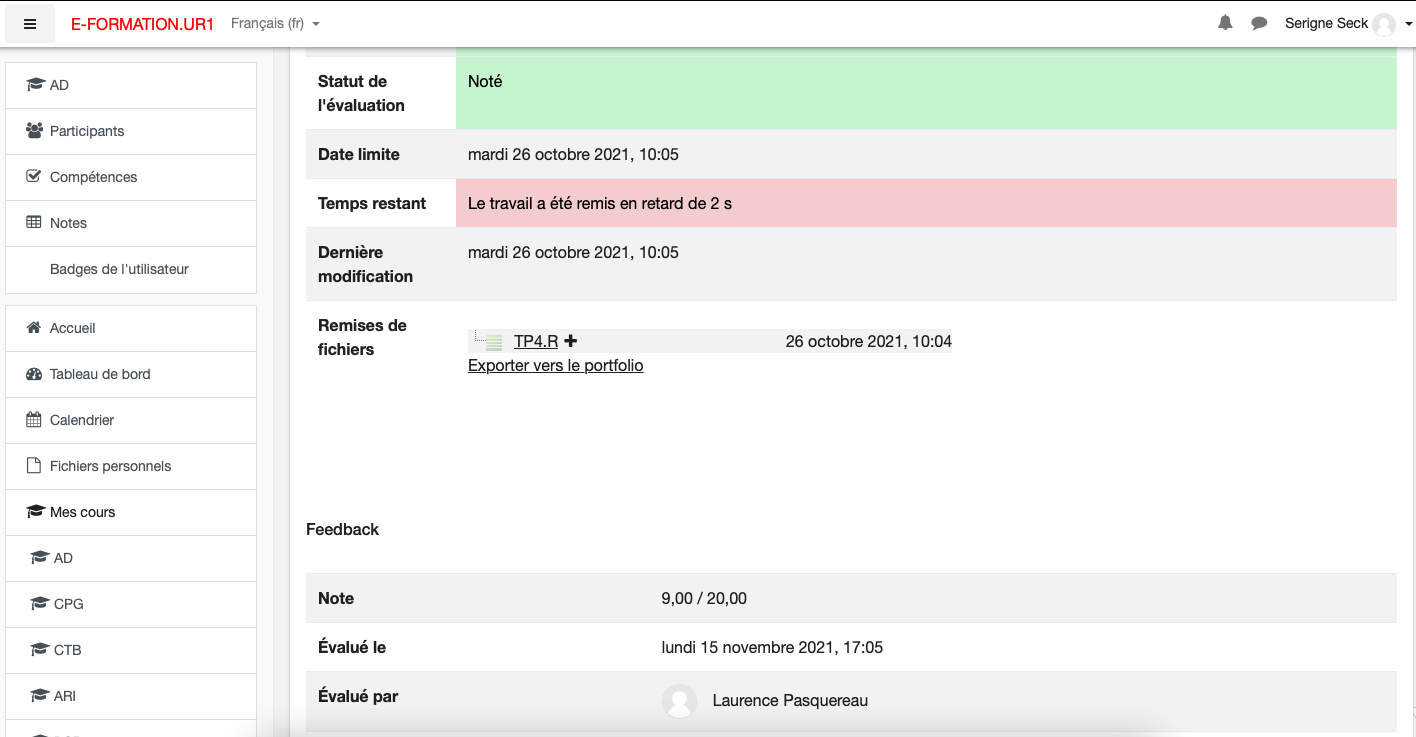 E-FORMATION.UR1 Français (fr)
Serigne Seck
AD
Participants
Compétences
Notes
Badges de l'utilisateur
Accueil
Tableau de bord
Calendrier
Fichiers personnels
Mes cours
AD
CPG
CTB
ARI
Statut de
l'évaluation
Noté
Date limite
mardi 26 octobre 2021, 10:05
Temps restant
Le travail a été remis en retard de 2 s
Dernière
modification
mardi 26 octobre 2021, 10:05
Remises de
fichiers
TP4.R
26 octobre 2021, 10:04
Exporter vers le portfolio
Feedback
Note
9,00 / 20,00
Évalué le
lundi 15 novembre 2021, 17:05
Évalué par
Laurence Pasquereau